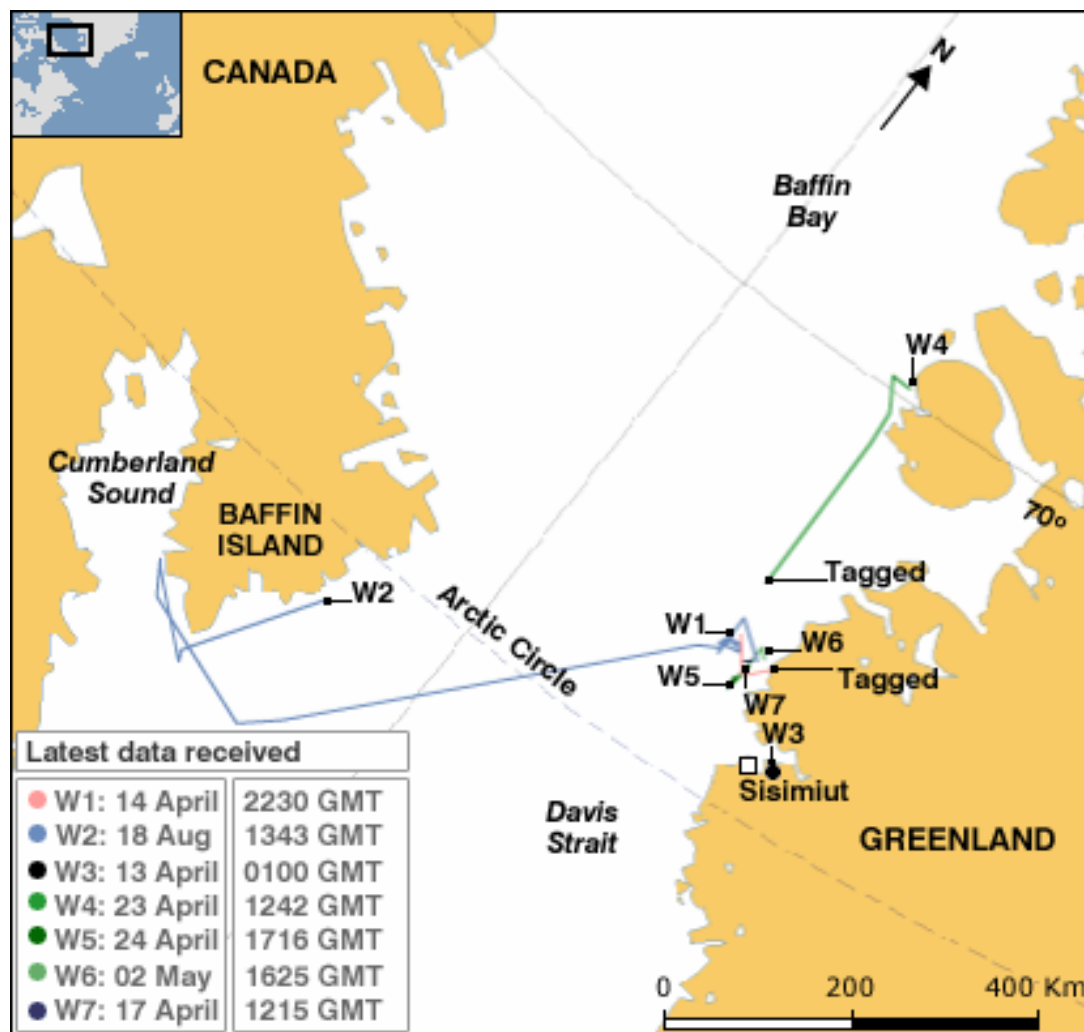 CANADA
N
Baffin
Bay
W4
Cumberland
Sound
BAFFIN
ISLAND
70º
Tagged
W2
Arctic Circle
W1
W6
W5
Tagged
W7
W3
Sisimiut
Davis
Strait
GREENLAND
Latest data received
W1: 14 April 2230 GMT
W2: 18 Aug 1343 GMT
W3: 13 April 0100 GMT
W4: 23 April 1242 GMT
W5: 24 April 1716 GMT
W6: 02 May 1625 GMT
W7: 17 April 1215 GMT
0 200 400 Km